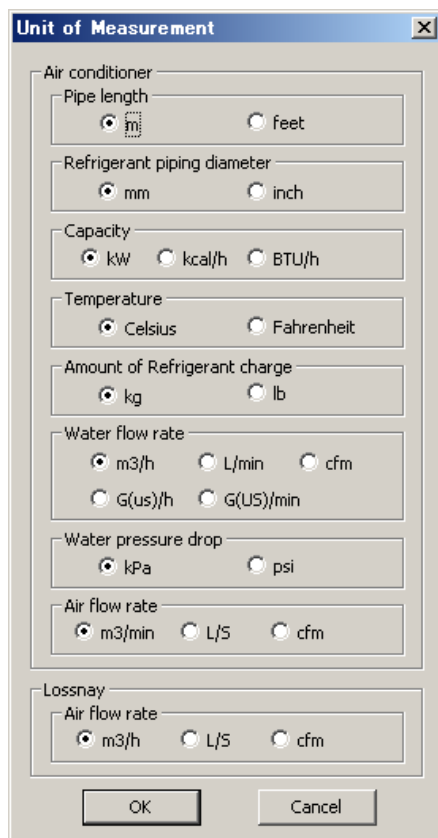 Unit of Measurement
Air conditioner
Pipe length
m feet
Refrigerant piping diameter
mm inch
Capacity
kW kcal/h BTU/h
Temperature
Celsius Fahrenheit
Amount of Refrigerant charge
kg lb
Water flow rate
m3/h L/min cfm
G(us)/h G(US)/min
Water pressure drop
kPa psi
Air flow rate
m3/min L/S cfm
Lossnay
Air flow rate
m3/h L/S cfm
OK Cancel